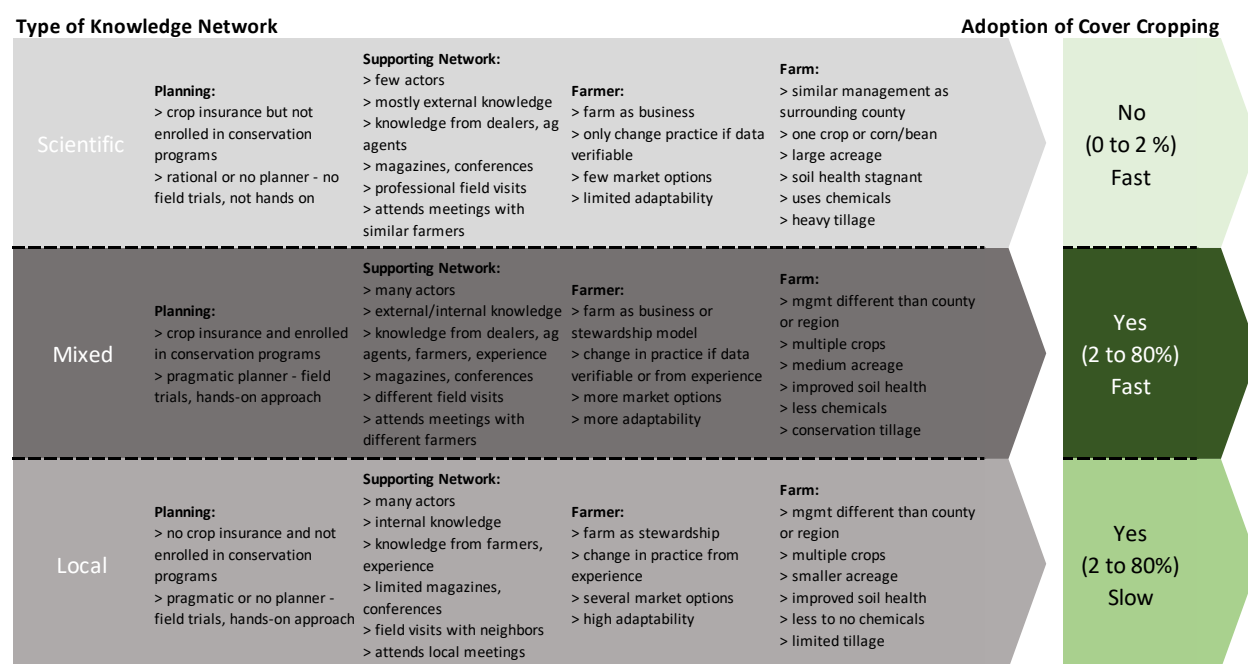 Type of Knowledge Network
Adoption of Cover Cropping
Scientific
Planning:
> crop insurance but not
enrolled in conservation
programs
> rational or no planner - no
field trials, not hands on
Supporting Network:
> few actors
> mostly external knowledge
> knowledge from dealers, ag
agents
> magazines, conferences
> professional field visits
> attends meetings with
similar farmers
Farmer:
> farm as business
> only change practice if data
verifiable
> few market options
> limited adaptability
Farm:
> similar management as
surrounding county
> one crop or corn/bean
> large acreage
> soil health stagnant
> uses chemicals
> heavy tillage
No
(0 to 2 %)
Fast
Mixed
Planning:
> crop insurance and enrolled
in conservation programs
> pragmatic planner - field
trials, hands-on approach
Supporting Network:
> many actors
> external/internal knowledge
> knowledge from dealers, ag
agents, farmers, experience
> magazines, conferences
> different field visits
> attends meetings with
different farmers
Farmer:
> farm as business or
stewardship model
> change in practice if data
verifiable or from experience
> more market options
> more adaptability
Farm:
> mgmt different than county
or region
> multiple crops
> medium acreage
> improved soil health
> less chemicals
> conservation tillage
Yes
(2 to 80%)
Fast
Local
Planning:
> no crop insurance and not
enrolled in conservation
programs
> pragmatic or no planner -
field trials, hands-on approach
Supporting Network:
> many actors
> internal knowledge
> knowledge from farmers,
experience
> limited magazines,
conferences
> field visits with neighbors
> attends local meetings
Farmer:
> farm as stewardship
> change in practice from
experience
> several market options
> high adaptability
Farm:
> mgmt different than county
or region
> multiple crops
> smaller acreage
> improved soil health
> less to no chemicals
> limited tillage
Yes
(2 to 80%)
Slow